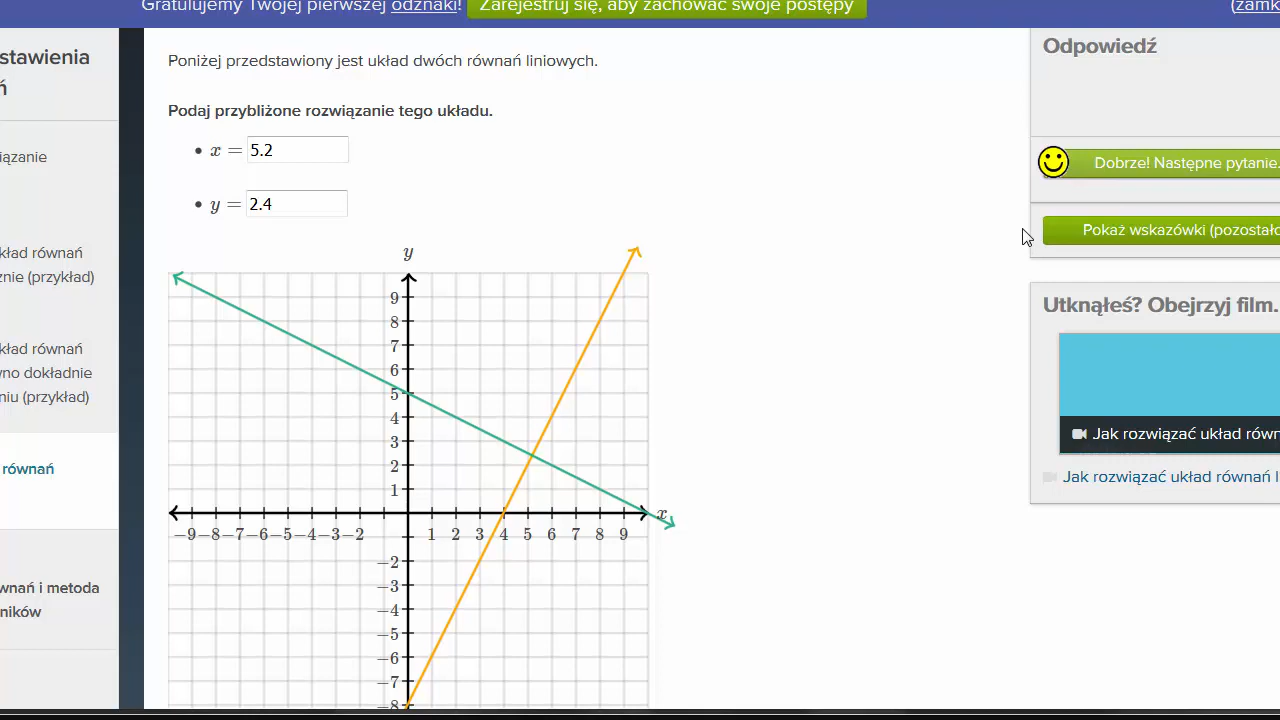 Gratulujemy Twojej pierwszej odznaki! Zarejestruj się, aby zachować swoje postępy (zamk
stawienia
ń
iązanie
kład równań
znie (przykład)
kład równań
wno dokładnie
niu (przykład)
równań
wnań i metoda
ników
Poniżej przedstawiony jest układ dwóch równań liniowych.
Podaj przybliżone rozwiązanie tego układu.
• x = 5.2
• y = 2.4
y
9
8
7
6
5
4
3
2
1
x
−9 −8 −7 −6 −5 −4 −3 −2 1 2 3 4 5 6 7 8 9
−2
−3
−4
−5
−6
−7
−8
Odpowiedź
Dobrze! Następne pytanie.
Pokaż wskazówki (pozostało
Utknąłeś? Obejrzyj film.
Jak rozwiązać układ równ
Jak rozwiązać układ równań l